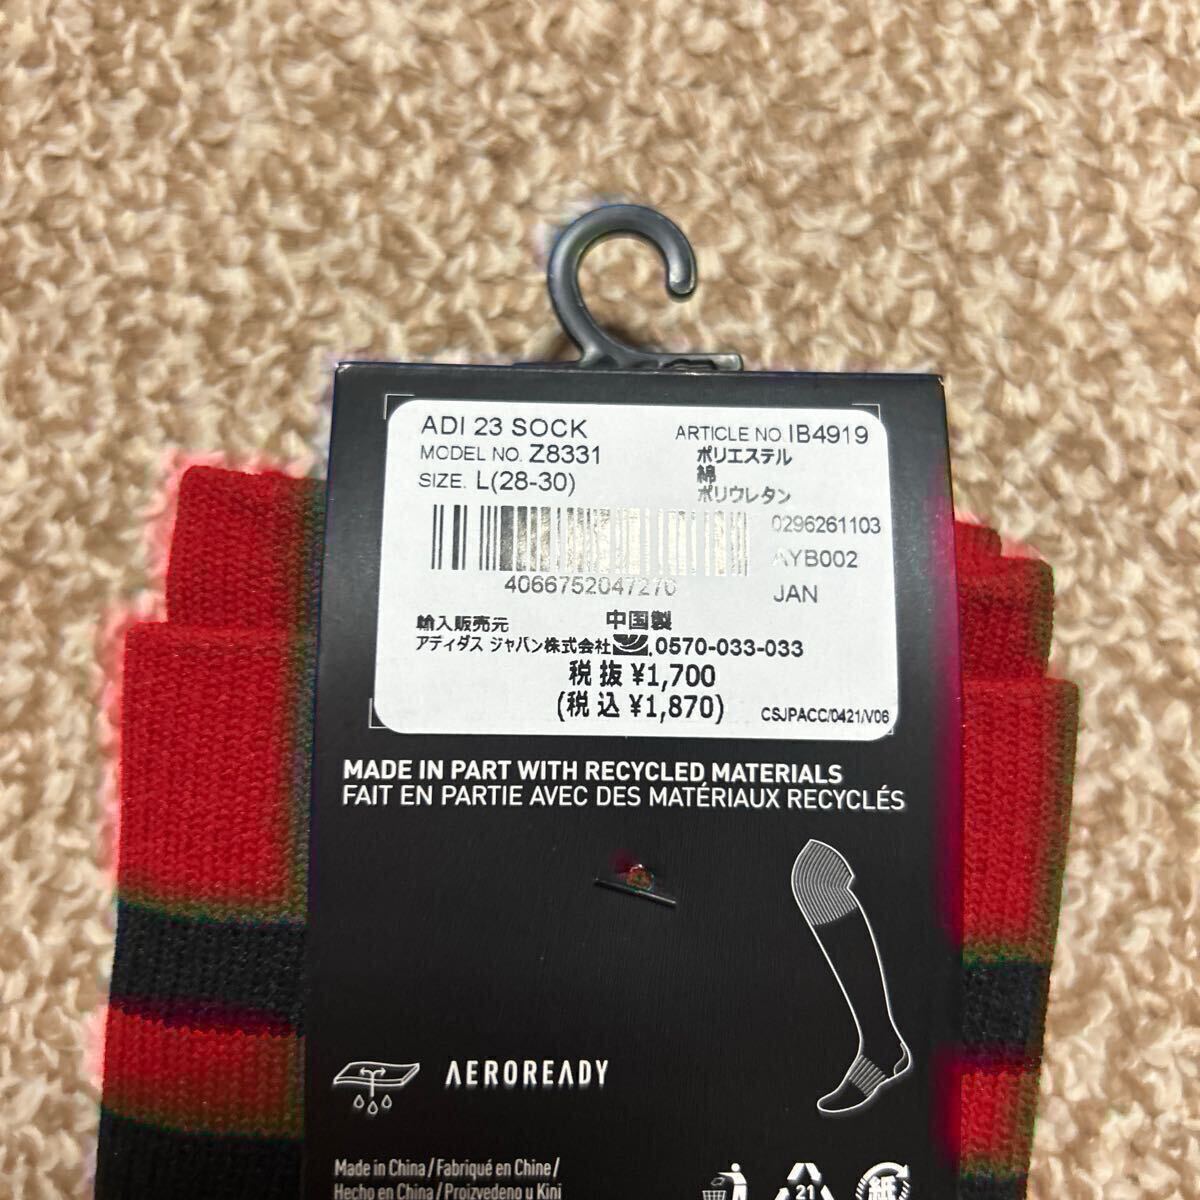 ADI 23 SOCK
ARTICLE NO. IB4919
MODEL NO. Z8331
ポリエステル
綿
SIZE. L(28-30)
ポリウレタン
0296261103
AYB002
4066752047270
JAN
輸入販売元
中国製
アディダス ジャパン株式会社
0570-033-033
税抜 ¥1,700
(税込 ¥1,870)
CSJPACC/0421/V06
MADE IN PART WITH RECYCLED MATERIALS
FAIT EN PARTIE AVEC DES MATÉRIAUX RECYCLÉS
AEROREADY
Made in China / Fabriqué en Chine /
Hecho en China / Proizvedeno u Kini
21
紙